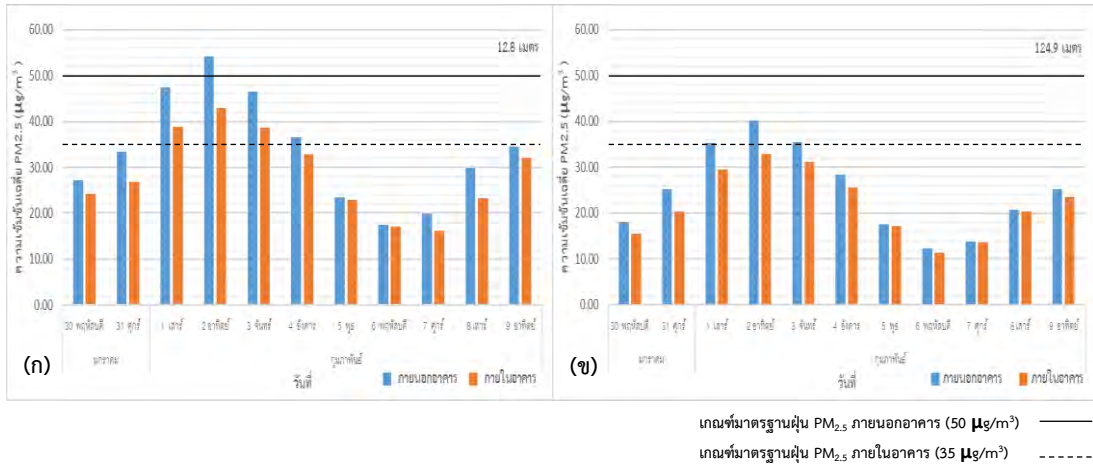 60.00
50.00
40.00
30.00
20.00
10.00
0.00
ความเข้มข้นเฉลี่ย PM2.5 (µg/m³)
12.8 เมตร
30 พฤหัสบดี 31 ศุกร์ 1 เสาร์ 2 อาทิตย์ 3 จันทร์ 4 อังคาร 5 พุธ 6 พฤหัสบดี 7 ศุกร์ 8 เสาร์ 9 อาทิตย์
มกราคม กุมภาพันธ์
(ก)
วันที่
ภายนอกอาคาร ภายในอาคาร
60.00
50.00
40.00
30.00
20.00
10.00
0.00
ความเข้มข้นเฉลี่ย PM2.5 (µg/m³)
124.9 เมตร
30 พฤหัสบดี 31 ศุกร์ 1 เสาร์ 2 อาทิตย์ 3 จันทร์ 4 อังคาร 5 พุธ 6 พฤหัสบดี 7 ศุกร์ 8 เสาร์ 9 อาทิตย์
มกราคม กุมภาพันธ์
(ข)
วันที่
ภายนอกอาคาร ภายในอาคาร
เกณฑ์มาตรฐานฝุ่น PM₂.₅ ภายนอกอาคาร (50 µg/m³)
เกณฑ์มาตรฐานฝุ่น PM₂.₅ ภายในอาคาร (35 µg/m³)